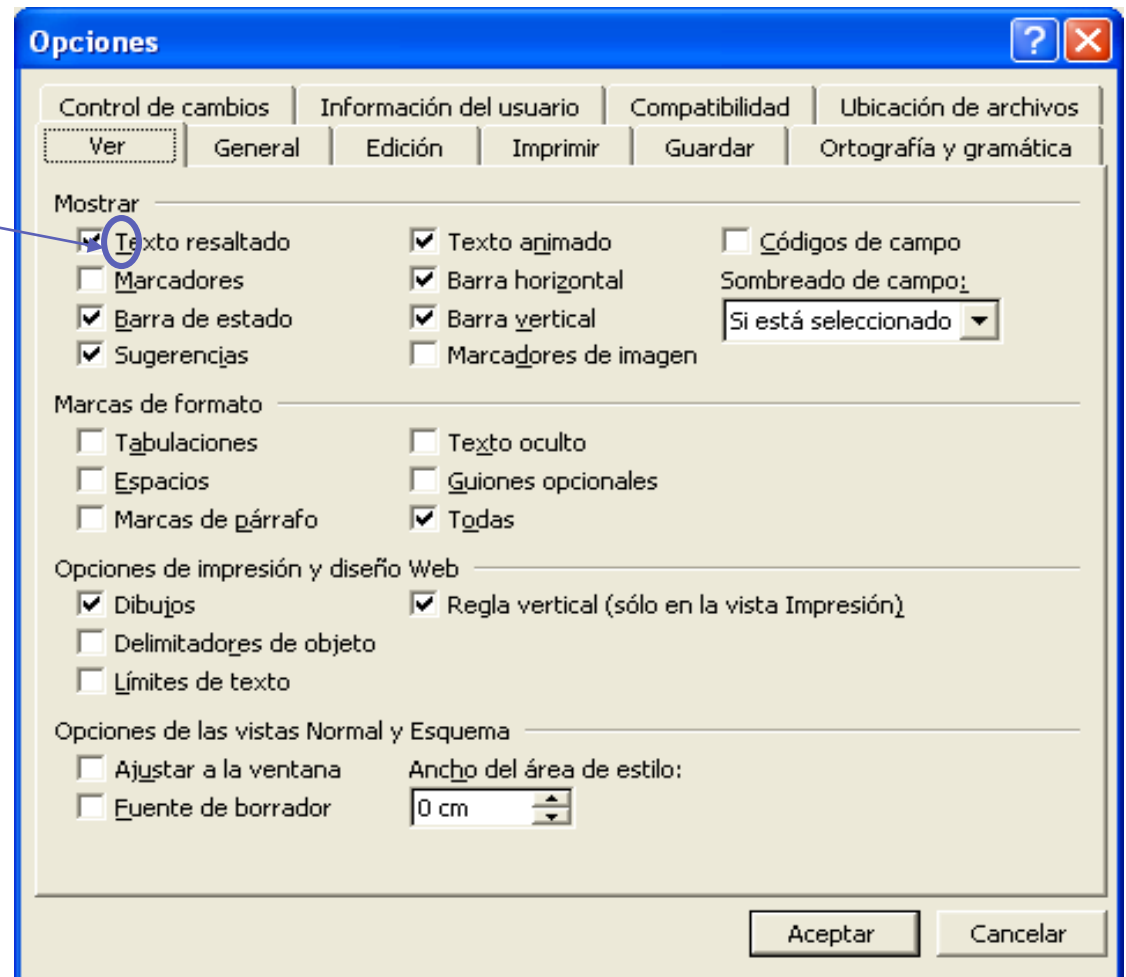 Opciones
Control de cambios Información del usuario Compatibilidad Ubicación de archivos
Ver General Edición Imprimir Guardar Ortografía y gramática
Mostrar
Texto resaltado Texto animado Códigos de campo
Marcadores Barra horizontal Sombreado de campo:
Barra de estado Barra vertical Si está seleccionado
Sugerencias Marcadores de imagen
Marcas de formato
Tabulaciones Texto oculto
Espacios Guiones opcionales
Marcas de párrafo Todas
Opciones de impresión y diseño Web
Dibujos Regla vertical (sólo en la vista Impresión)
Delimitadores de objeto
Límites de texto
Opciones de las vistas Normal y Esquema
Ajustar a la ventana Ancho del área de estilo:
Fuente de borrador 0 cm
Aceptar Cancelar